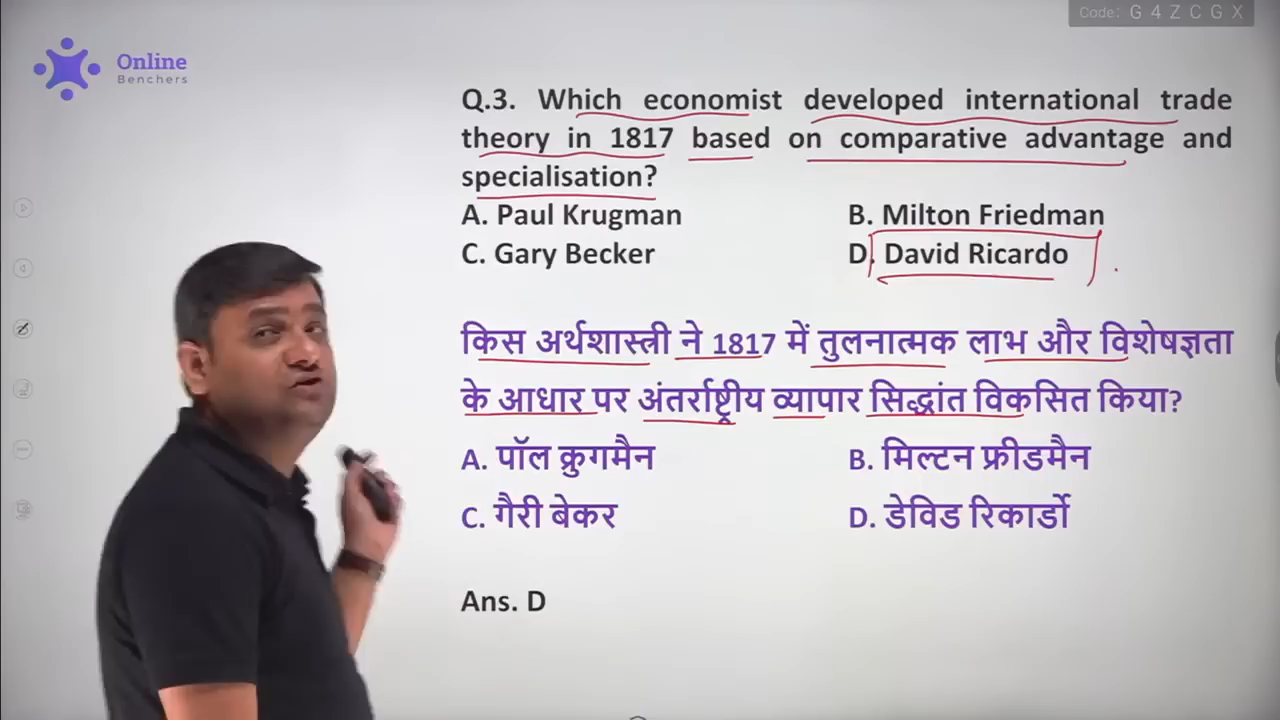 Code: G 4 Z C G X
Online
Benchers
Q.3. Which economist developed international trade
theory in 1817 based on comparative advantage and
specialisation?
A. Paul Krugman
B. Milton Friedman
C. Gary Becker
D. David Ricardo
किस अर्थशास्त्री ने 1817 में तुलनात्मक लाभ और विशेषज्ञता
के आधार पर अंतर्राष्ट्रीय व्यापार सिद्धांत विकसित किया?
A. पॉल क्रुगमैन
B. मिल्टन फ्रीडमैन
C. गैरी बेकर
D. डेविड रिकार्डो
Ans. D